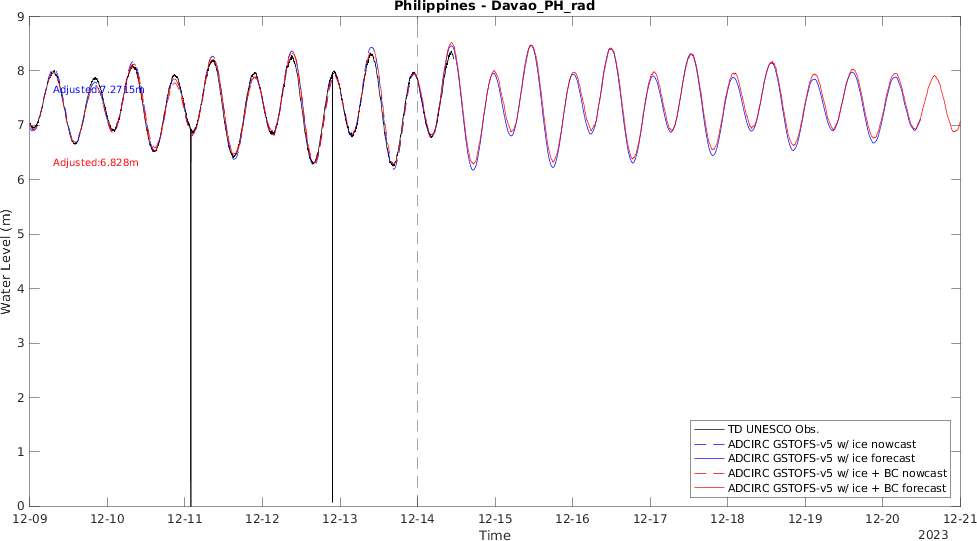 Philippines - Davao_PH_rad
9
8
Adjusted:7.2715m
7
Adjusted:6.828m
6
5
Water Level (m)
4
3
2
TD UNESCO Obs.
ADCIRC GSTOFS-v5 w/ ice nowcast
1
ADCIRC GSTOFS-v5 w/ ice forecast
ADCIRC GSTOFS-v5 w/ ice + BC nowcast
ADCIRC GSTOFS-v5 w/ ice + BC forecast
0
12-09 12-10 12-11 12-12 12-13 12-14 12-15 12-16 12-17 12-18 12-19 12-20 12-21
Time
2023